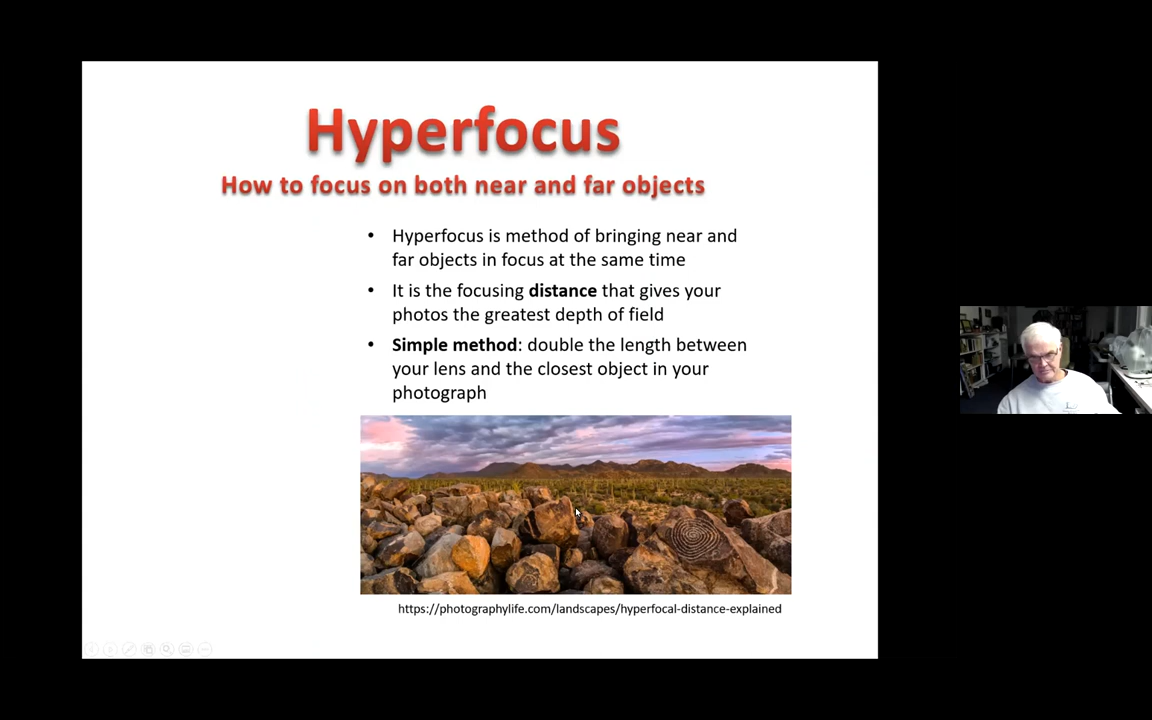 Hyperfocus
How to focus on both near and far objects
• Hyperfocus is method of bringing near and
far objects in focus at the same time
• It is the focusing distance that gives your
photos the greatest depth of field
• Simple method: double the length between
your lens and the closest object in your
photograph
https://photographylife.com/landscapes/hyperfocal-distance-explained